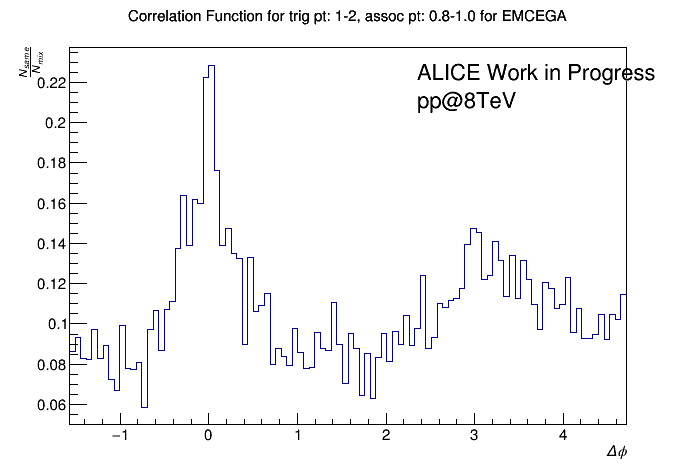 Correlation Function for trig pt: 1-2, assoc pt: 0.8-1.0 for EMCEGA
N_same
N_mix
ALICE Work in Progress
pp@8TeV
0.22
0.2
0.18
0.16
0.14
0.12
0.1
0.08
0.06
−1 0 1 2 3 4
Δϕ